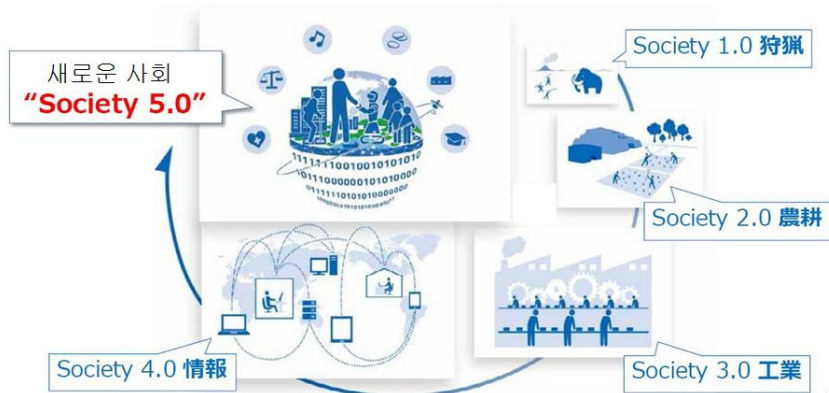 새로운 사회
“Society 5.0”
Society 1.0 狩猟
Society 2.0 農耕
Society 3.0 工業
Society 4.0 情報